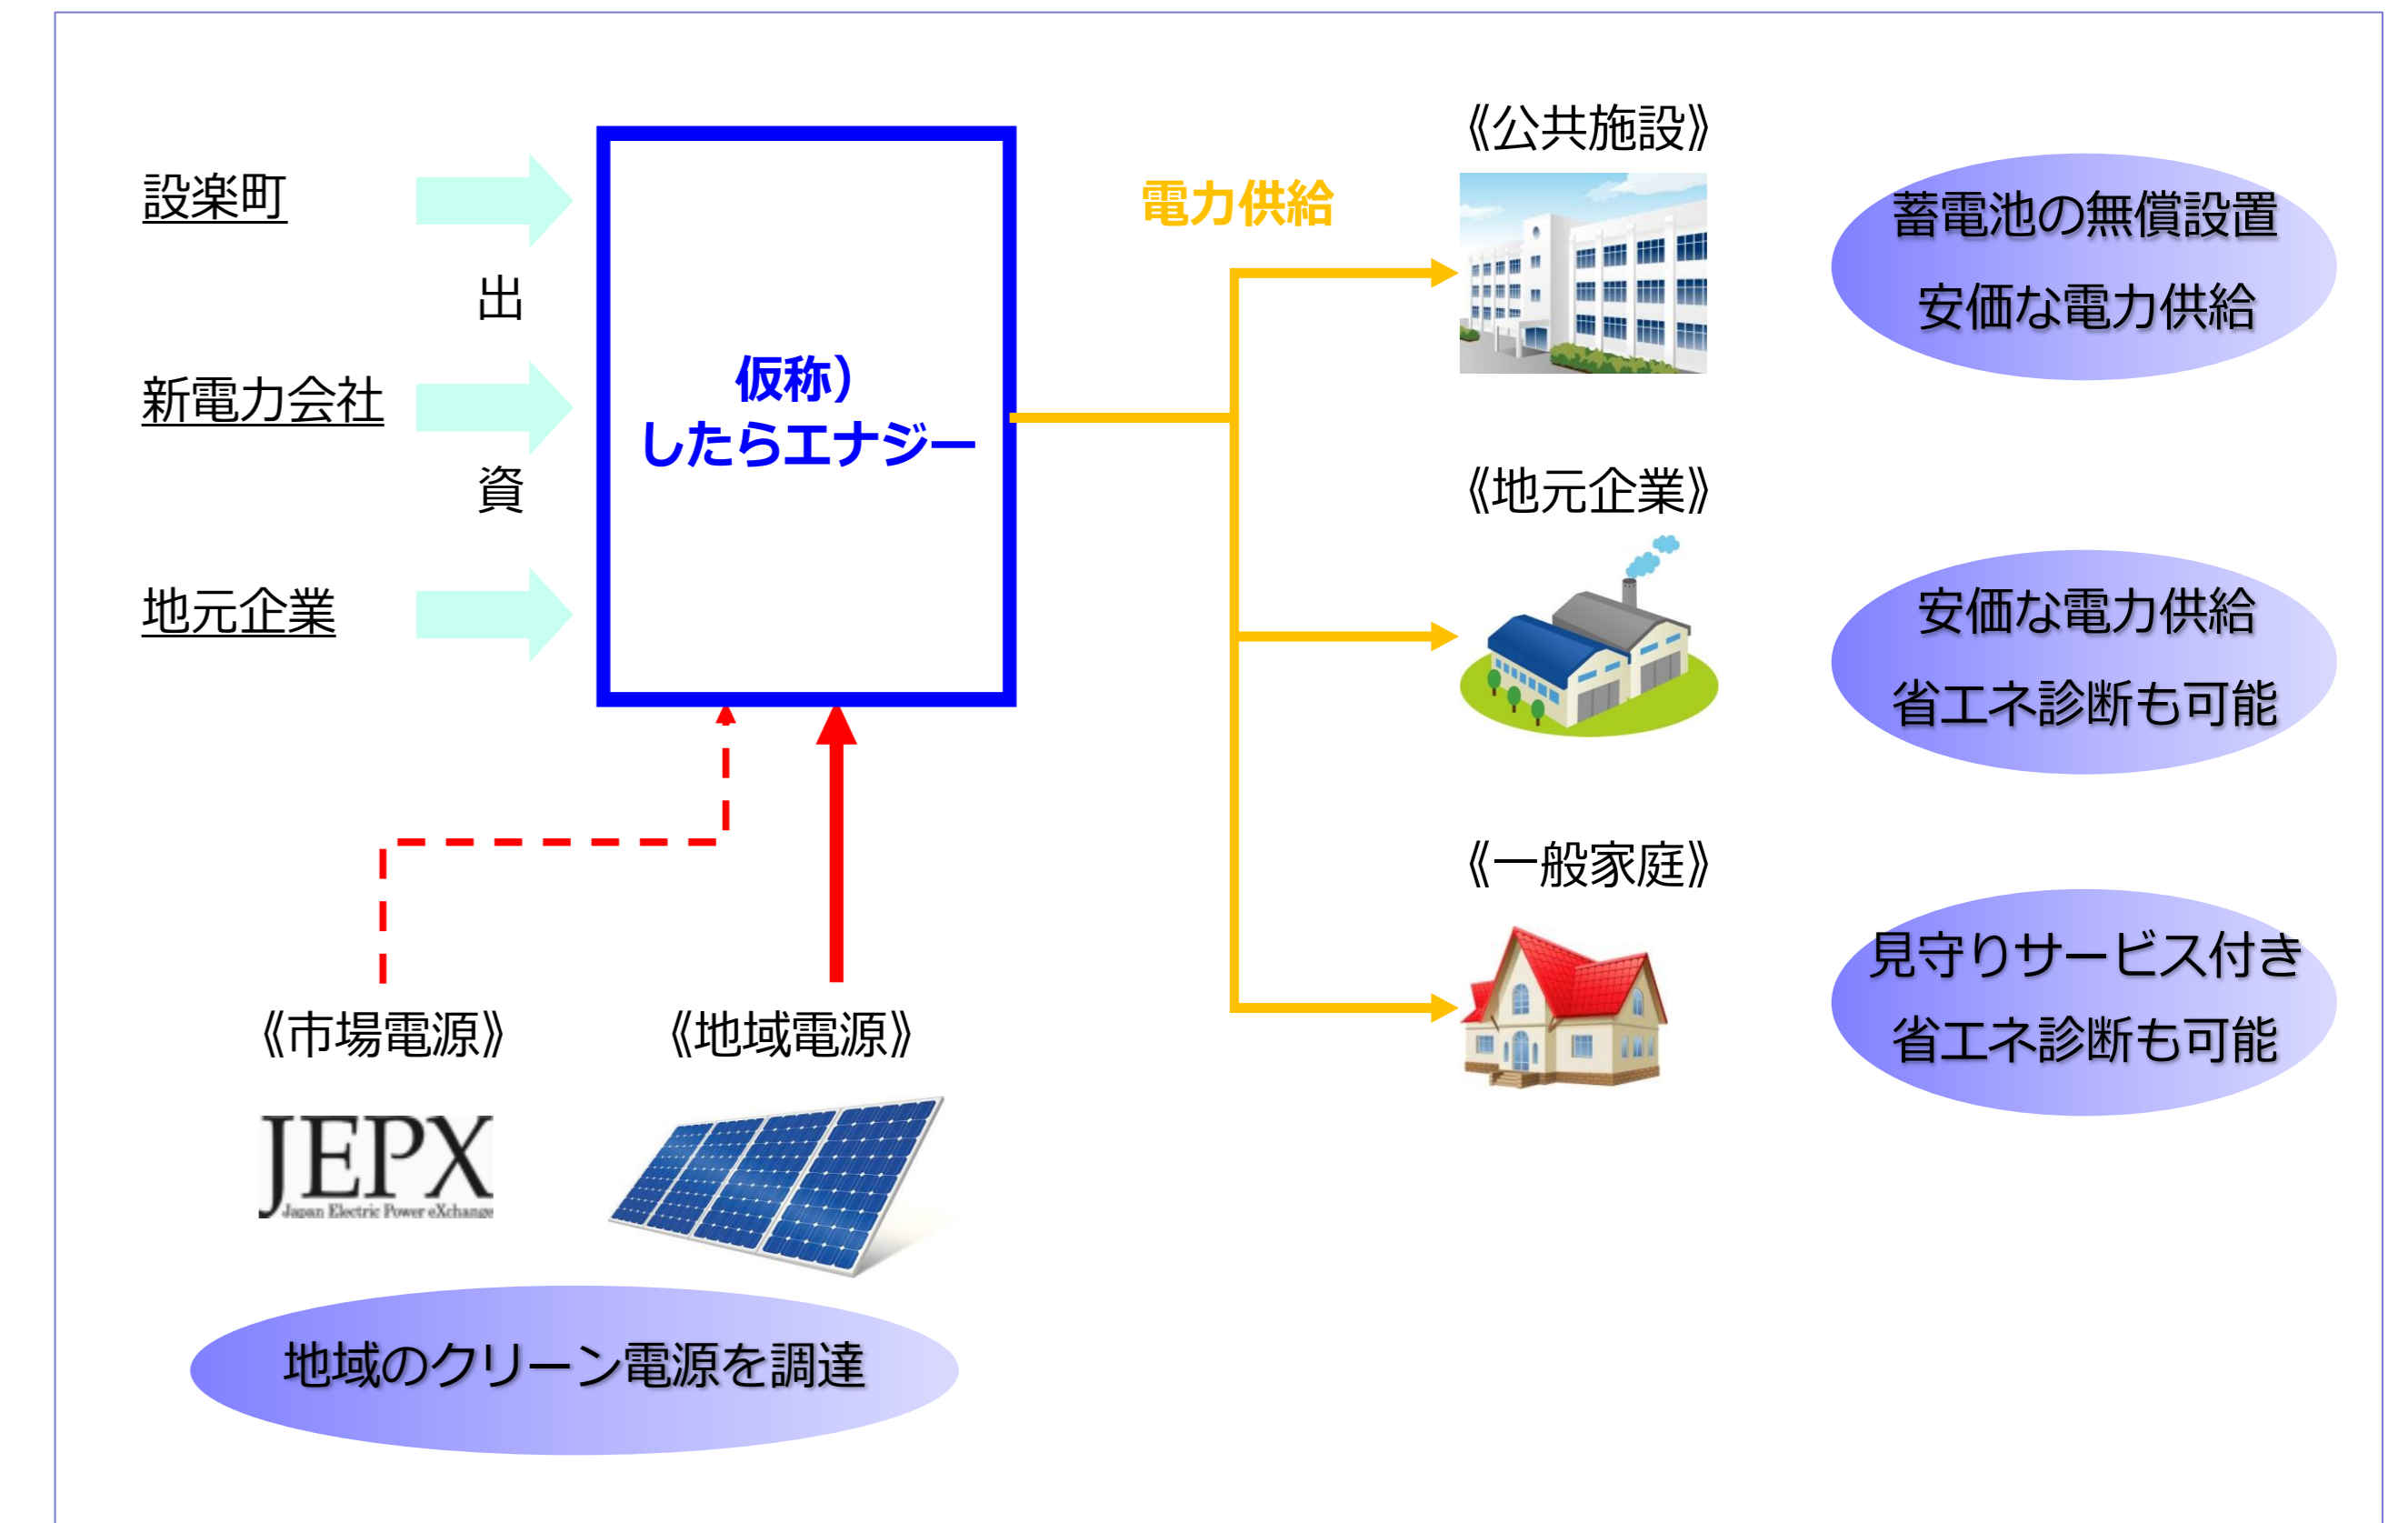 設楽町
出
新電力会社
資
地元企業
仮称）
したらエナジー
電力供給
《公共施設》
蓄電池の無償設置
安価な電力供給
《地元企業》
安価な電力供給
省エネ診断も可能
《一般家庭》
見守りサービス付き
省エネ診断も可能
《市場電源》
JEPX
Japan Electric Power eXchange
《地域電源》
地域のクリーン電源を調達